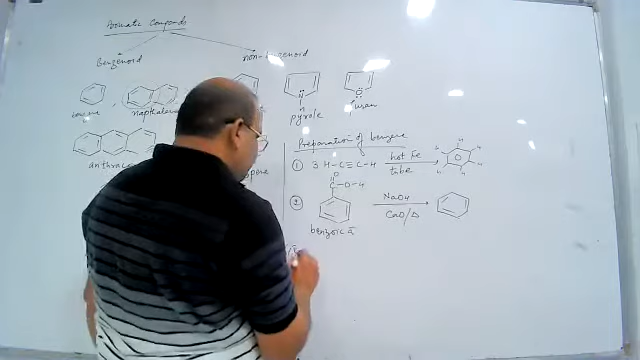 Aromatic Compounds
Benzenoid
non-benzenoid
benzene, napthalene
pyrole
furan
anthrac
Preparation of benzene
① 3 H-C≡C-H hot Fe tube
② C-O-H NaOH CaO/Δ
benzoic a